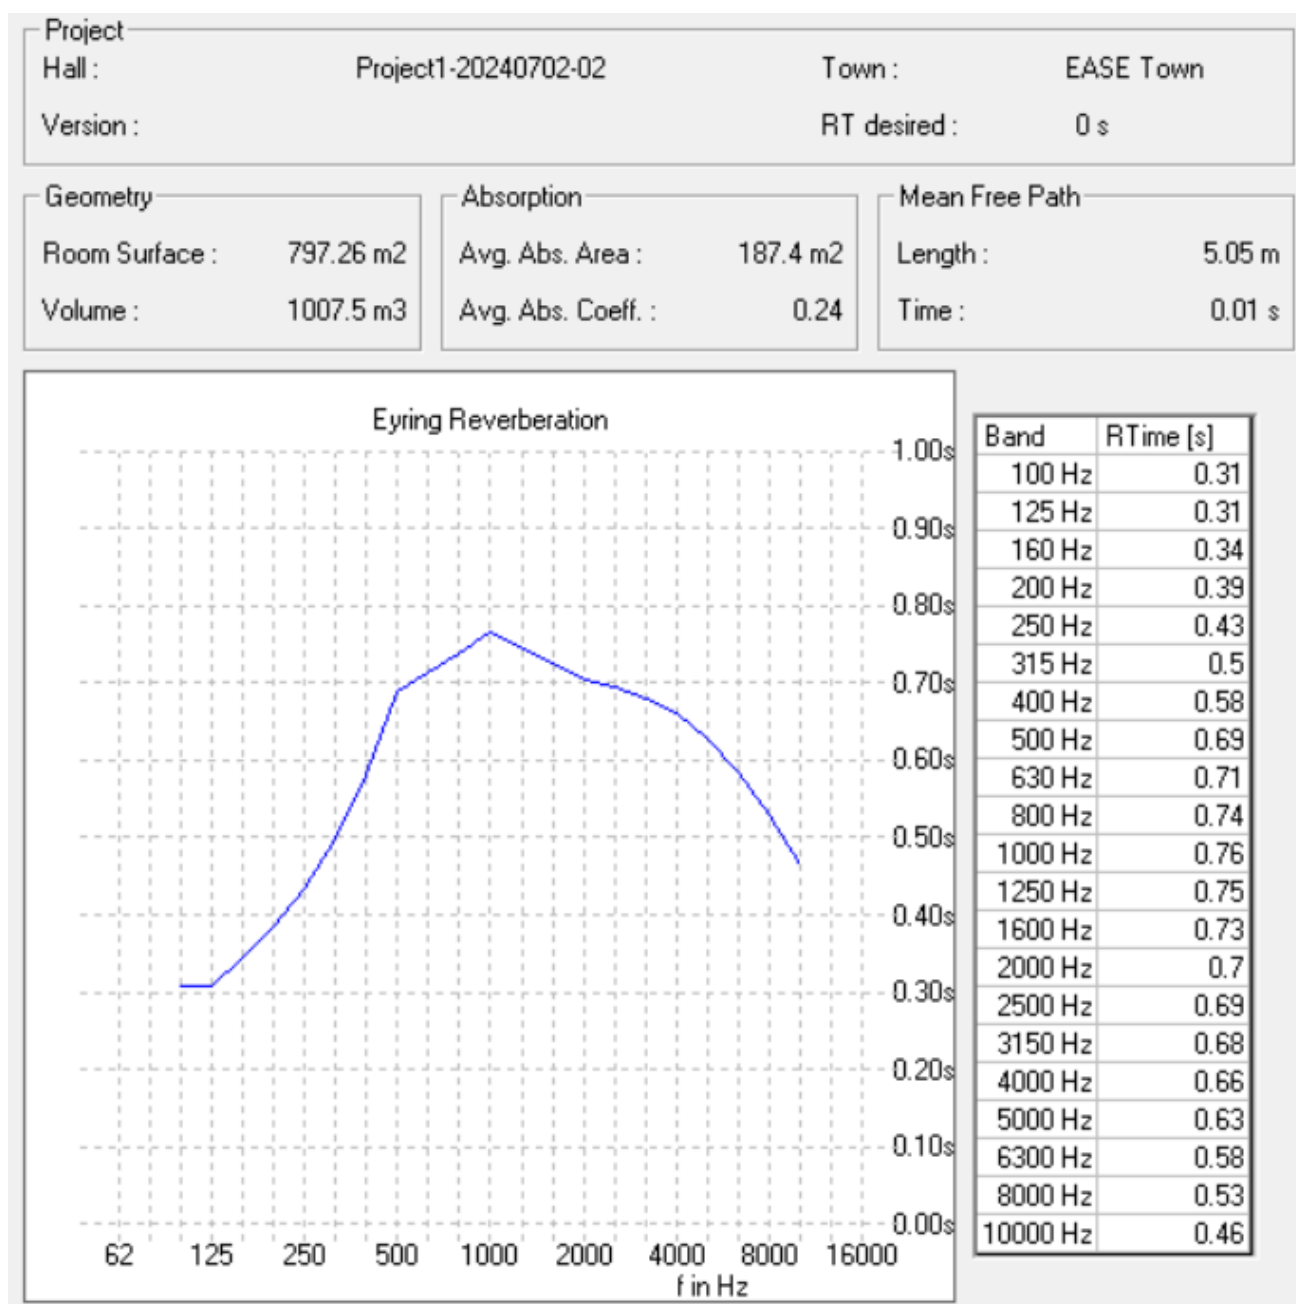 Project
Hall : Project1-20240702-02 Town : EASE Town
Version : RT desired : 0 s
Geometry
Room Surface : 797.26 m2
Volume : 1007.5 m3
Absorption
Avg. Abs. Area : 187.4 m2
Avg. Abs. Coeff. : 0.24
Mean Free Path
Length : 5.05 m
Time : 0.01 s
Eyring Reverberation
1.00s
0.90s
0.80s
0.70s
0.60s
0.50s
0.40s
0.30s
0.20s
0.10s
0.00s
62 125 250 500 1000 2000 4000 8000 16000
f in Hz
Band RTime [s]
100 Hz 0.31
125 Hz 0.31
160 Hz 0.34
200 Hz 0.39
250 Hz 0.43
315 Hz 0.5
400 Hz 0.58
500 Hz 0.69
630 Hz 0.71
800 Hz 0.74
1000 Hz 0.76
1250 Hz 0.75
1600 Hz 0.73
2000 Hz 0.7
2500 Hz 0.69
3150 Hz 0.68
4000 Hz 0.66
5000 Hz 0.63
6300 Hz 0.58
8000 Hz 0.53
10000 Hz 0.46